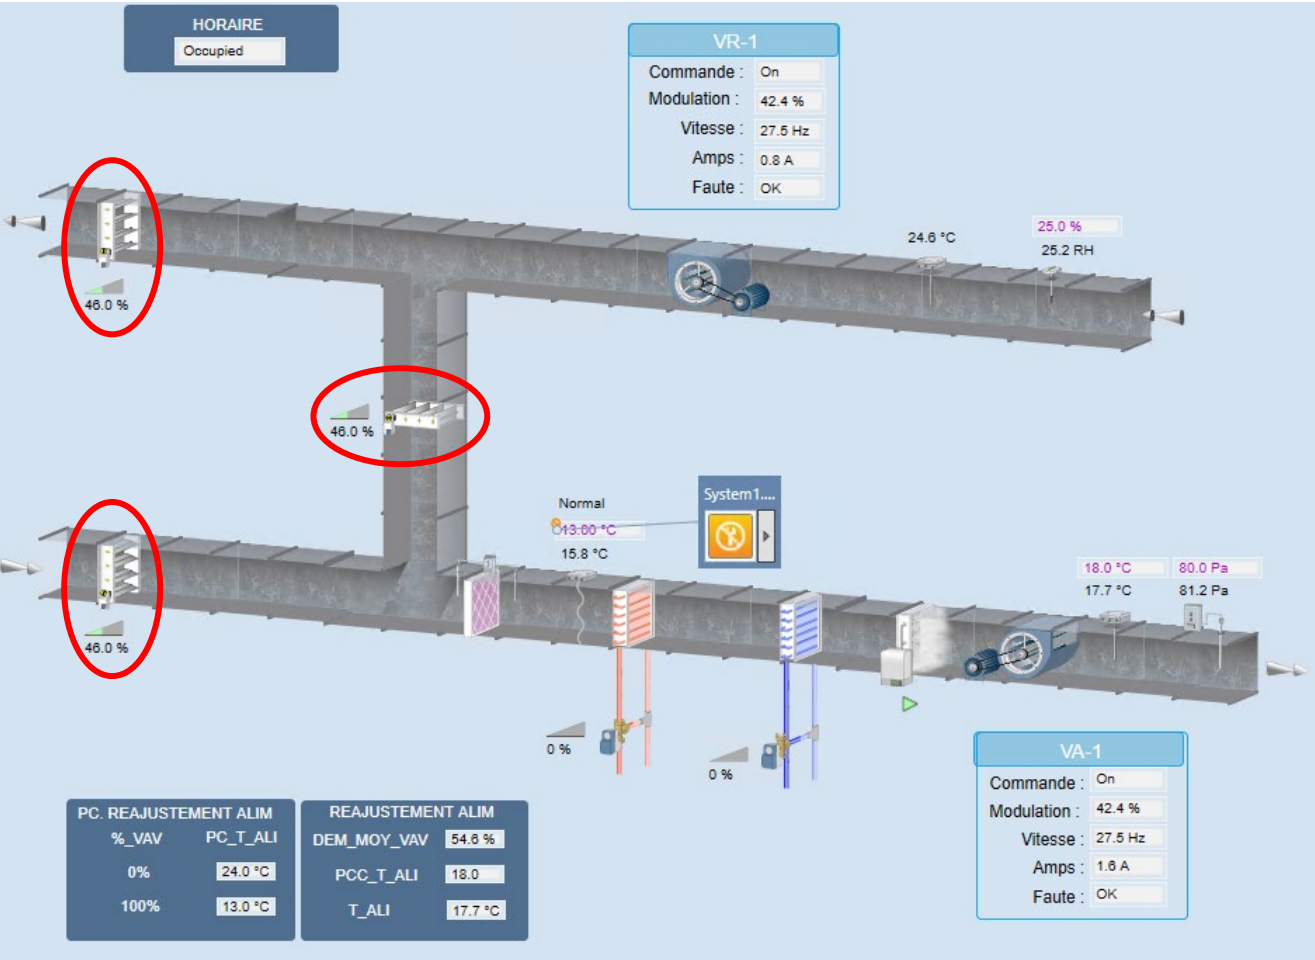 HORAIRE
Occupied
VR-1
Commande : On
Modulation : 42.4 %
Vitesse : 27.5 Hz
Amps : 0.8 A
Faute : OK
24.6 °C
25.0 %
25.2 RH
46.0 %
46.0 %
Normal
13.00 °C
15.8 °C
System1....
18.0 °C 80.0 Pa
17.7 °C 81.2 Pa
46.0 %
0 %
0 %
VA-1
Commande : On
Modulation : 42.4 %
Vitesse : 27.5 Hz
Amps : 1.6 A
Faute : OK
PC. REAJUSTEMENT ALIM
%_VAV PC_T_ALI
0% 24.0 °C
100% 13.0 °C
REAJUSTEMENT ALIM
DEM_MOY_VAV 54.6 %
PCC_T_ALI 18.0
T_ALI 17.7 °C